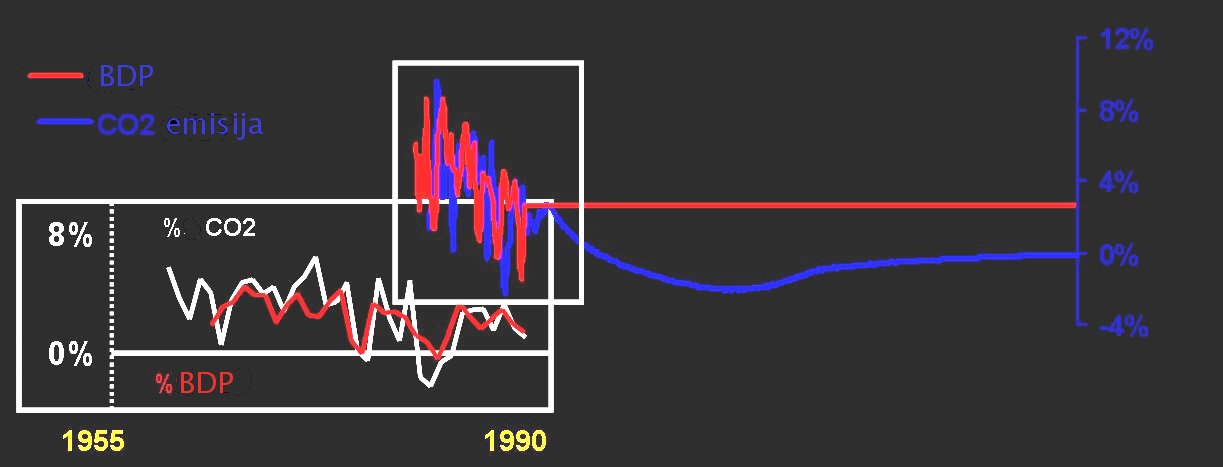 BDP
CO2 emisija
12%
8%
4%
0%
-4%
8%
% CO2
0%
% BDP
1955
1990